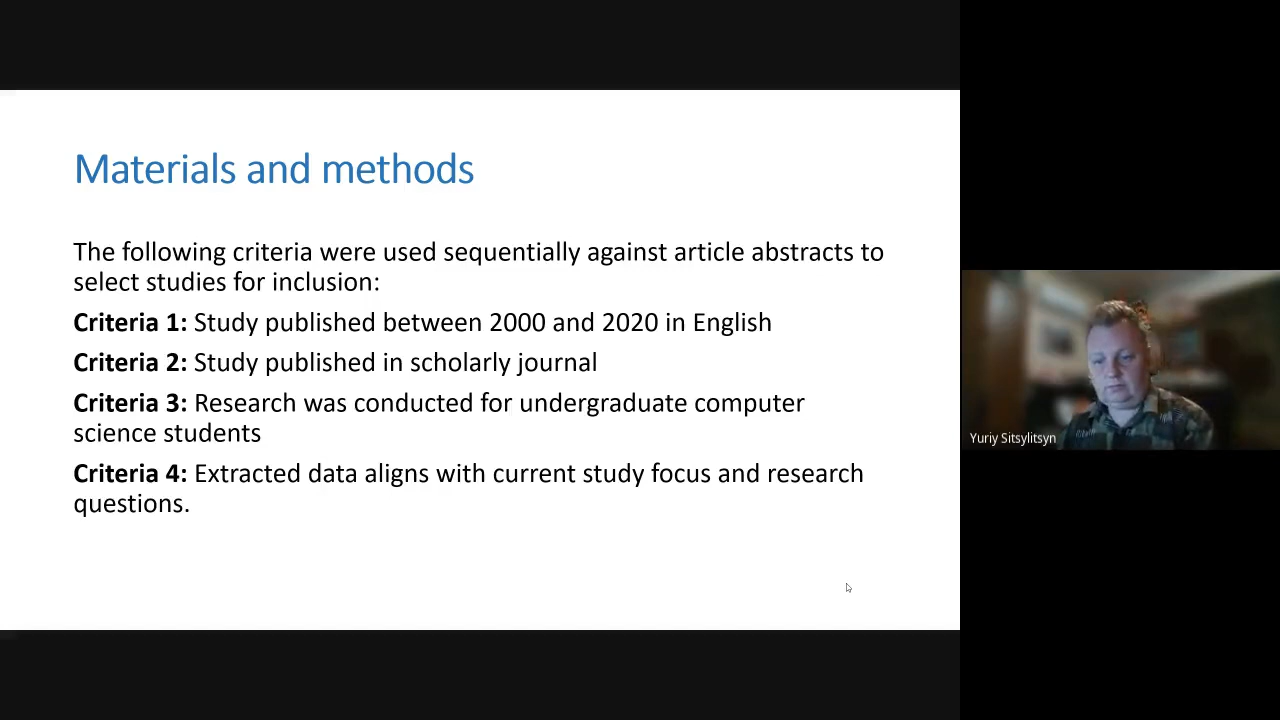 Materials and methods
The following criteria were used sequentially against article abstracts to
select studies for inclusion:
Criteria 1: Study published between 2000 and 2020 in English
Criteria 2: Study published in scholarly journal
Criteria 3: Research was conducted for undergraduate computer
science students
Criteria 4: Extracted data aligns with current study focus and research
questions.
Yuriy Sitsylitsyn